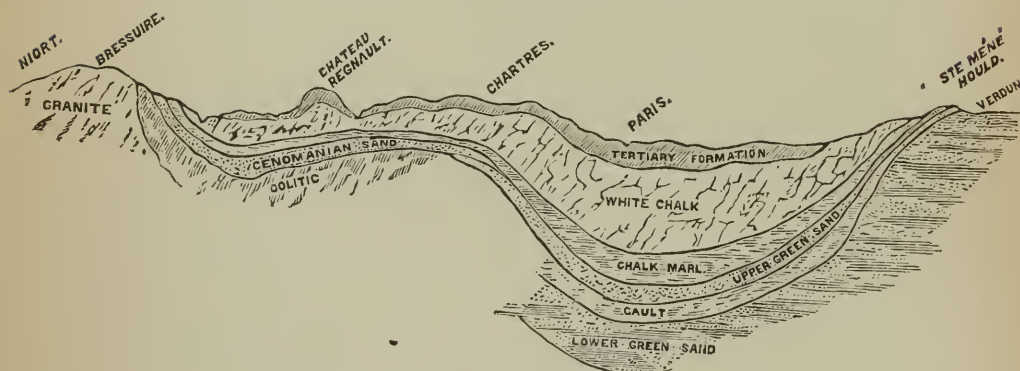 NIORT.
BRESSUIRE.
CHATEAU
REGNAULT.
CHARTRES.
PARIS.
STE MÉNÉ
HOULD.
VERDUN
GRANITE
CENOMANIAN SAND
OOLITIC
TERTIARY FORMATION
WHITE CHALK
CHALK MARL.
UPPER GREEN SAND.
GAULT
LOWER GREEN SAND